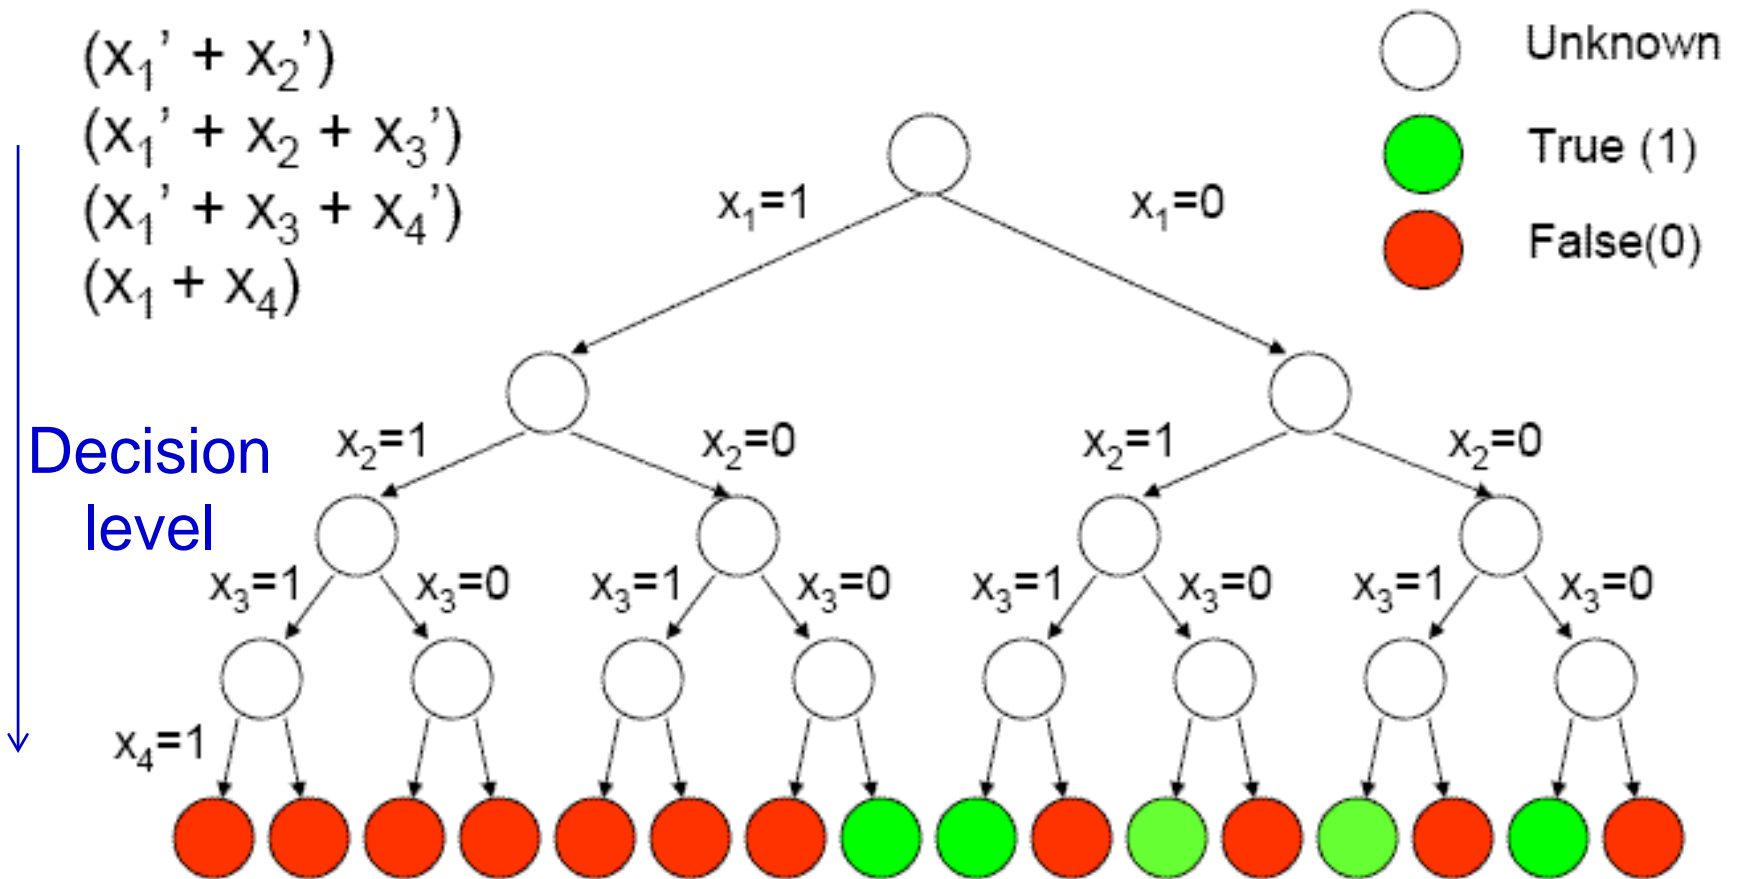 (x₁' + x₂')
(x₁' + x₂ + x₃')
(x₁' + x₃ + x₄')
(x₁ + x₄)
Unknown
True (1)
False(0)
x₁=1 x₁=0
Decision
level
x₂=1 x₂=0 x₂=1 x₂=0
x₃=1 x₃=0 x₃=1 x₃=0 x₃=1 x₃=0 x₃=1 x₃=0
x₄=1